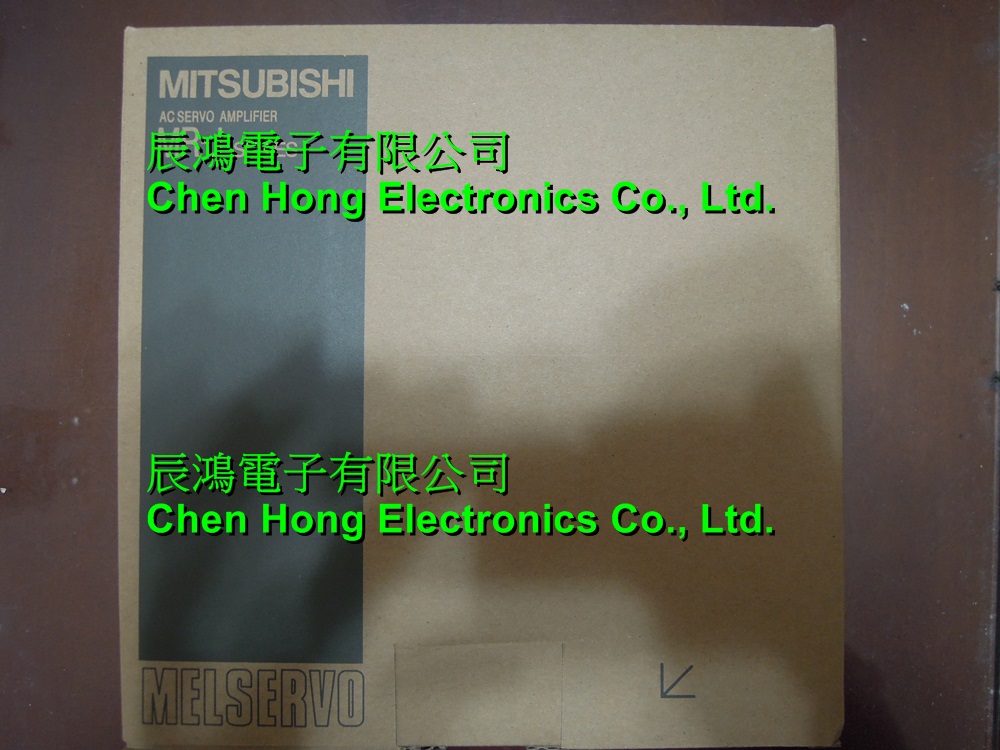 MITSUBISHI
AC SERVO AMPLIFIER
辰鴻電子有限公司
Chen Hong Electronics Co., Ltd.
辰鴻電子有限公司
Chen Hong Electronics Co., Ltd.
MELSERVO